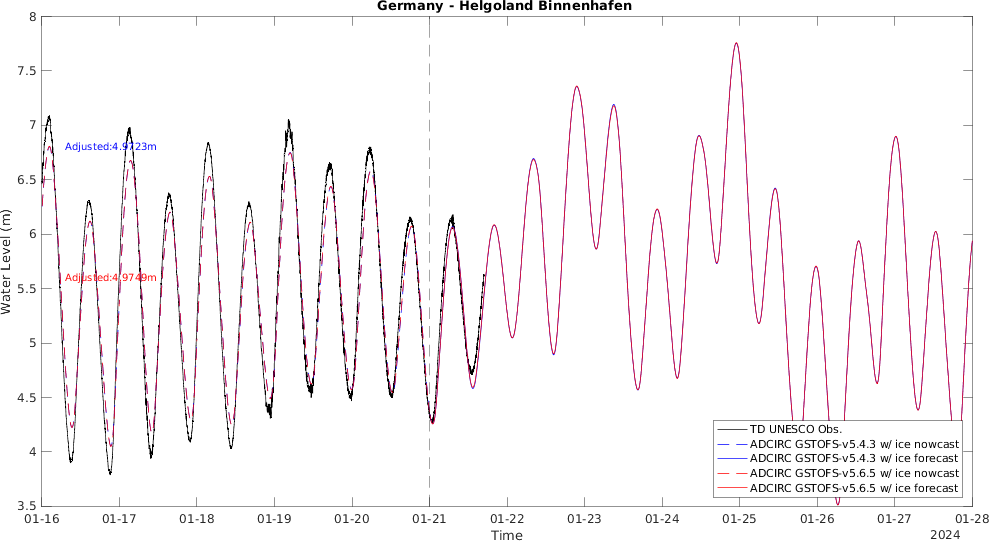 Germany - Helgoland Binnenhafen
Water Level (m)
8
7.5
7
6.5
6
5.5
5
4.5
4
3.5
Adjusted:4.9723m
Adjusted:4.9749m
TD UNESCO Obs.
ADCIRC GSTOFS-v5.4.3 w/ ice nowcast
ADCIRC GSTOFS-v5.4.3 w/ ice forecast
ADCIRC GSTOFS-v5.6.5 w/ ice nowcast
ADCIRC GSTOFS-v5.6.5 w/ ice forecast
01-16 01-17 01-18 01-19 01-20 01-21 01-22 01-23 01-24 01-25 01-26 01-27 01-28
Time
2024